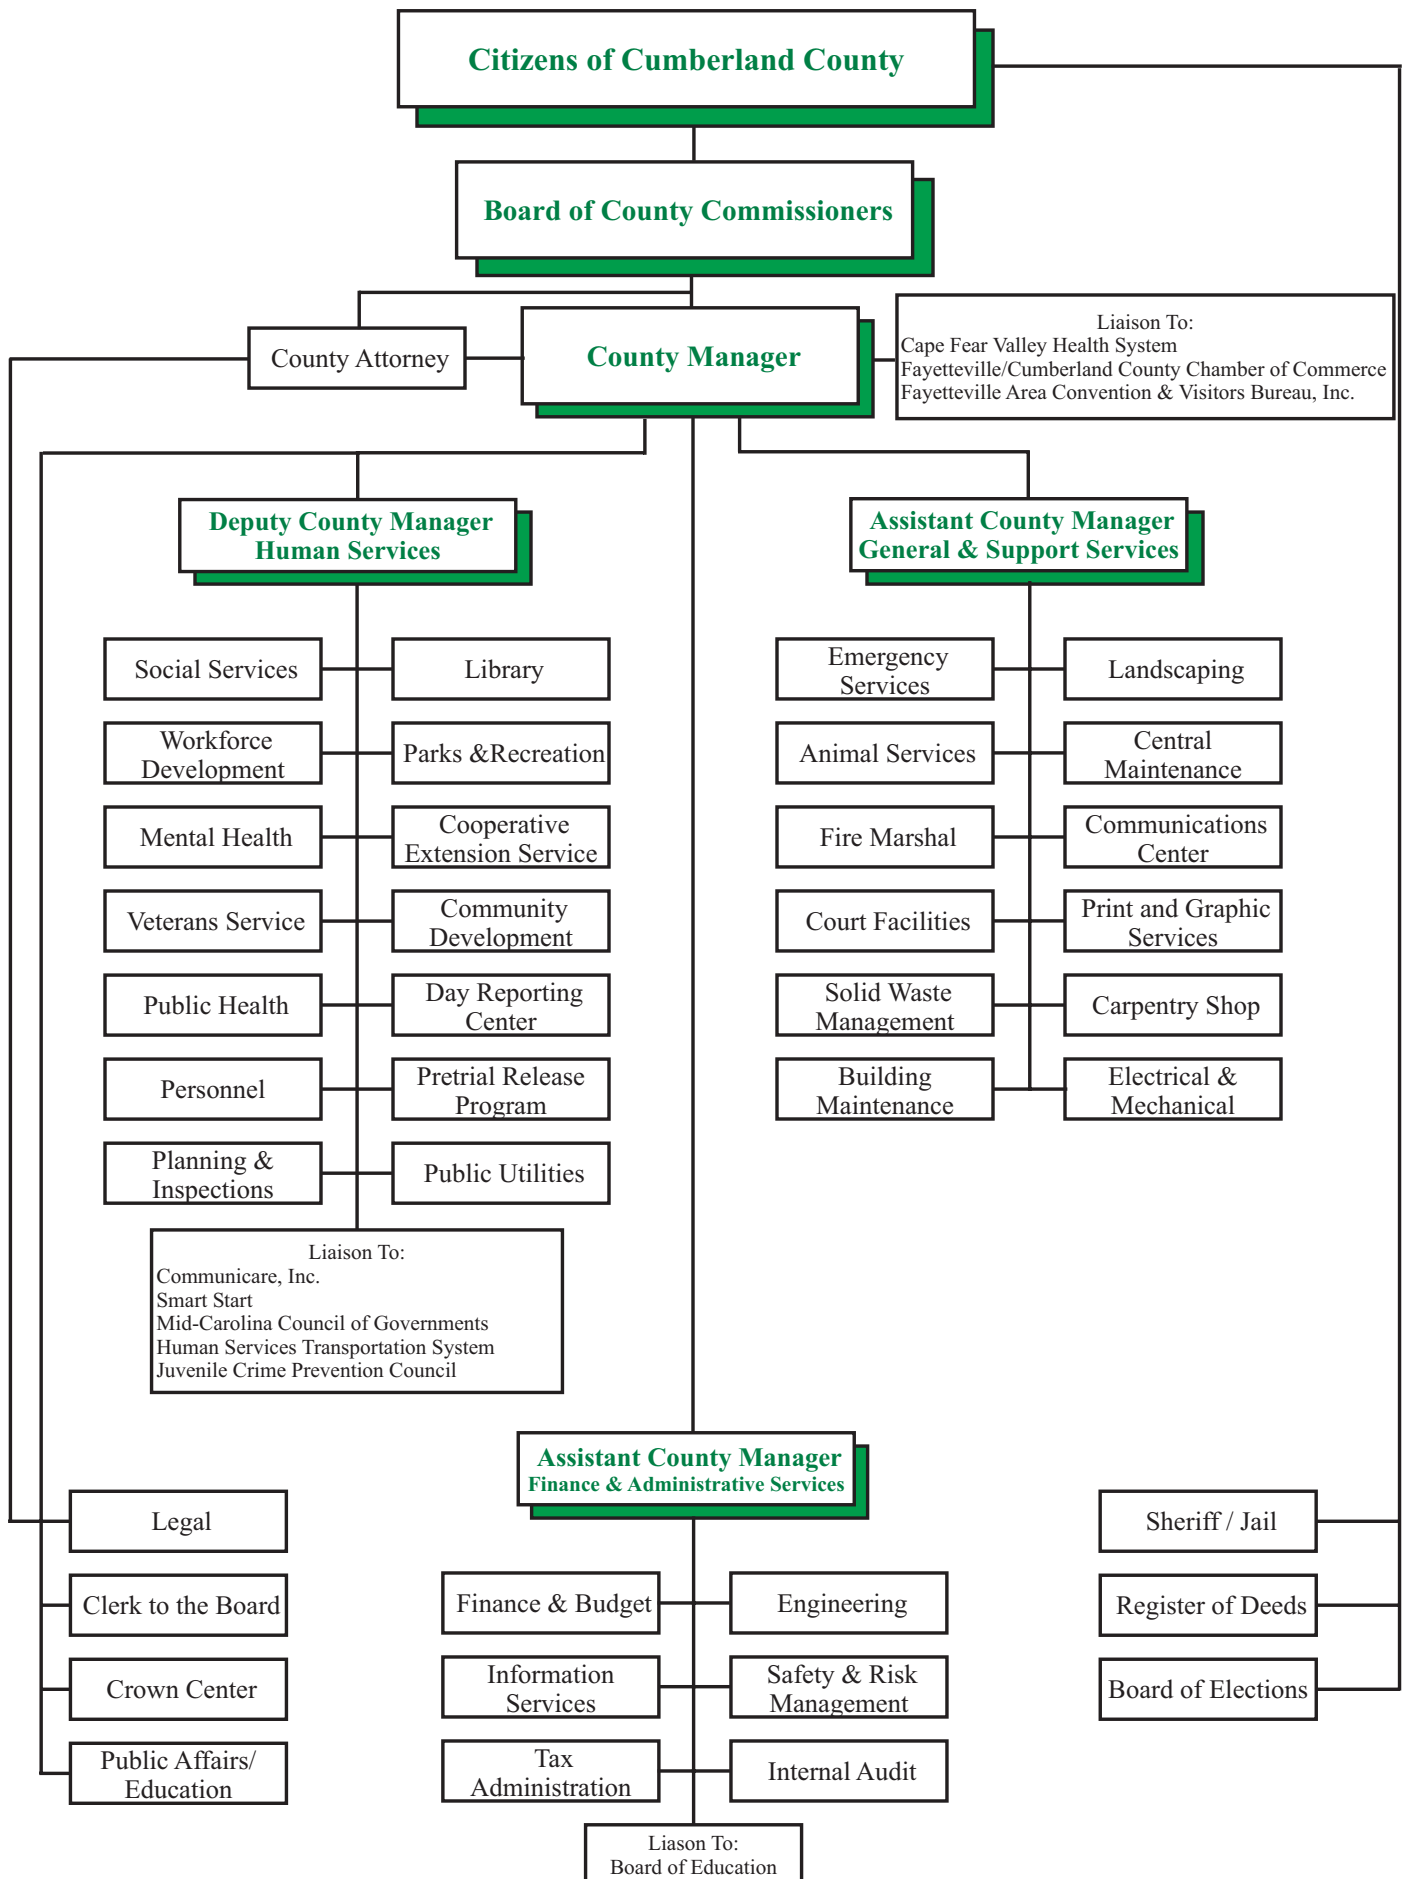 Citizens of Cumberland County
Board of County Commissioners
County Attorney
County Manager
Liaison To:
Cape Fear Valley Health System
Fayetteville/Cumberland County Chamber of Commerce
Fayetteville Area Convention & Visitors Bureau, Inc.
Deputy County Manager
Human Services
Assistant County Manager
General & Support Services
Social Services
Library
Workforce
Development
Parks &Recreation
Mental Health
Cooperative
Extension Service
Veterans Service
Community
Development
Public Health
Day Reporting
Center
Personnel
Pretrial Release
Program
Planning &
Inspections
Public Utilities
Liaison To:
Communicare, Inc.
Smart Start
Mid-Carolina Council of Governments
Human Services Transportation System
Juvenile Crime Prevention Council
Emergency
Services
Landscaping
Animal Services
Central
Maintenance
Fire Marshal
Communications
Center
Court Facilities
Print and Graphic
Services
Solid Waste
Management
Carpentry Shop
Building
Maintenance
Electrical &
Mechanical
Assistant County Manager
Finance & Administrative Services
Legal
Clerk to the Board
Crown Center
Public Affairs/
Education
Finance & Budget
Engineering
Information
Services
Safety & Risk
Management
Tax
Administration
Internal Audit
Liason To:
Board of Education
Sheriff / Jail
Register of Deeds
Board of Elections